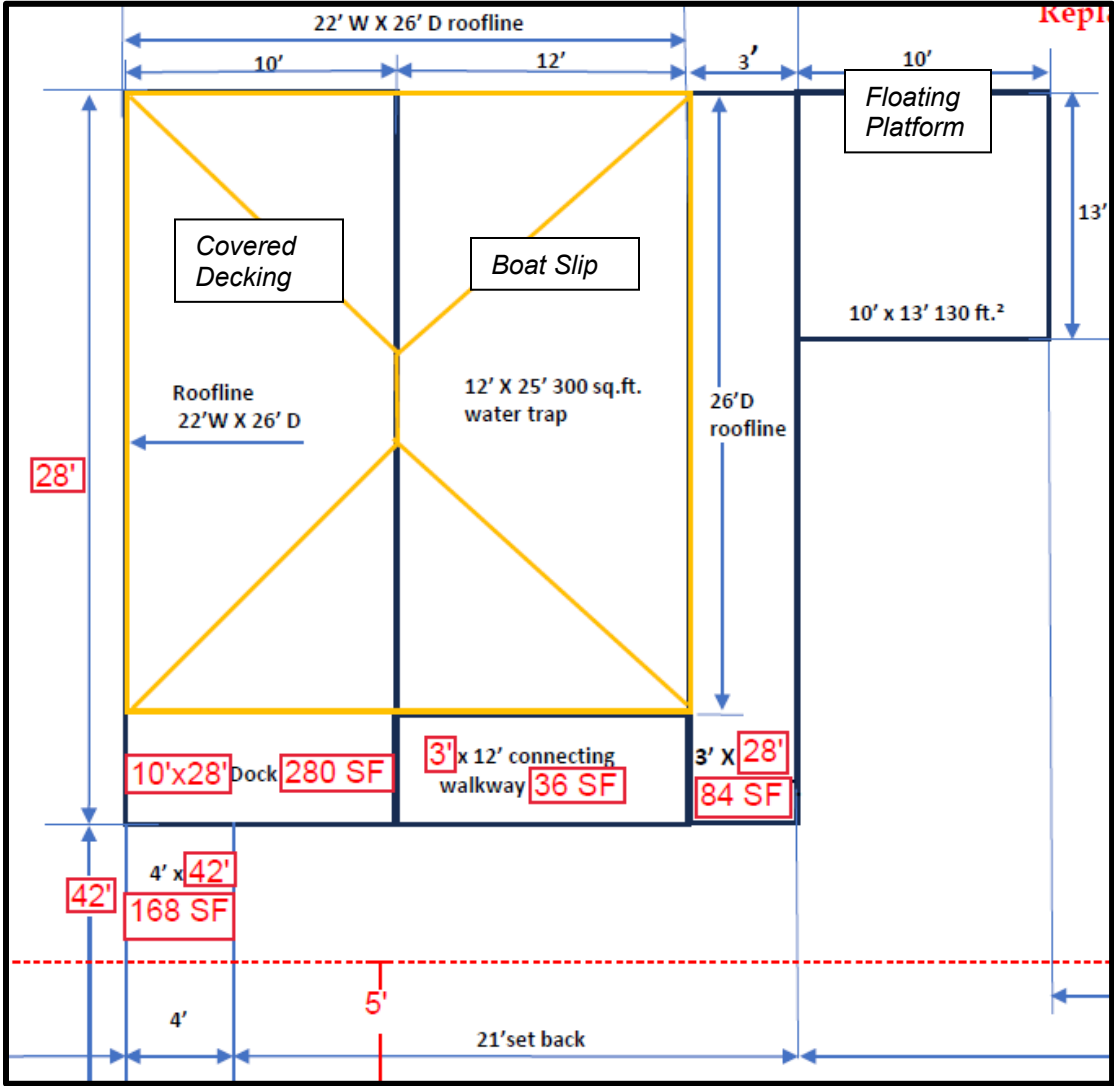 Repl
22' W X 26' D roofline
10'
12'
3'
10'
Floating
Platform
13'
Covered
Decking
Boat Slip
10' x 13' 130 ft.²
Roofline
22'W X 26' D
12' X 25' 300 sq.ft.
water trap
26'D
roofline
28'
10'x28' Dock 280 SF
3' x 12' connecting
walkway 36 SF
3' X 28'
84 SF
42'
4' x 42'
168 SF
5'
4'
21'set back